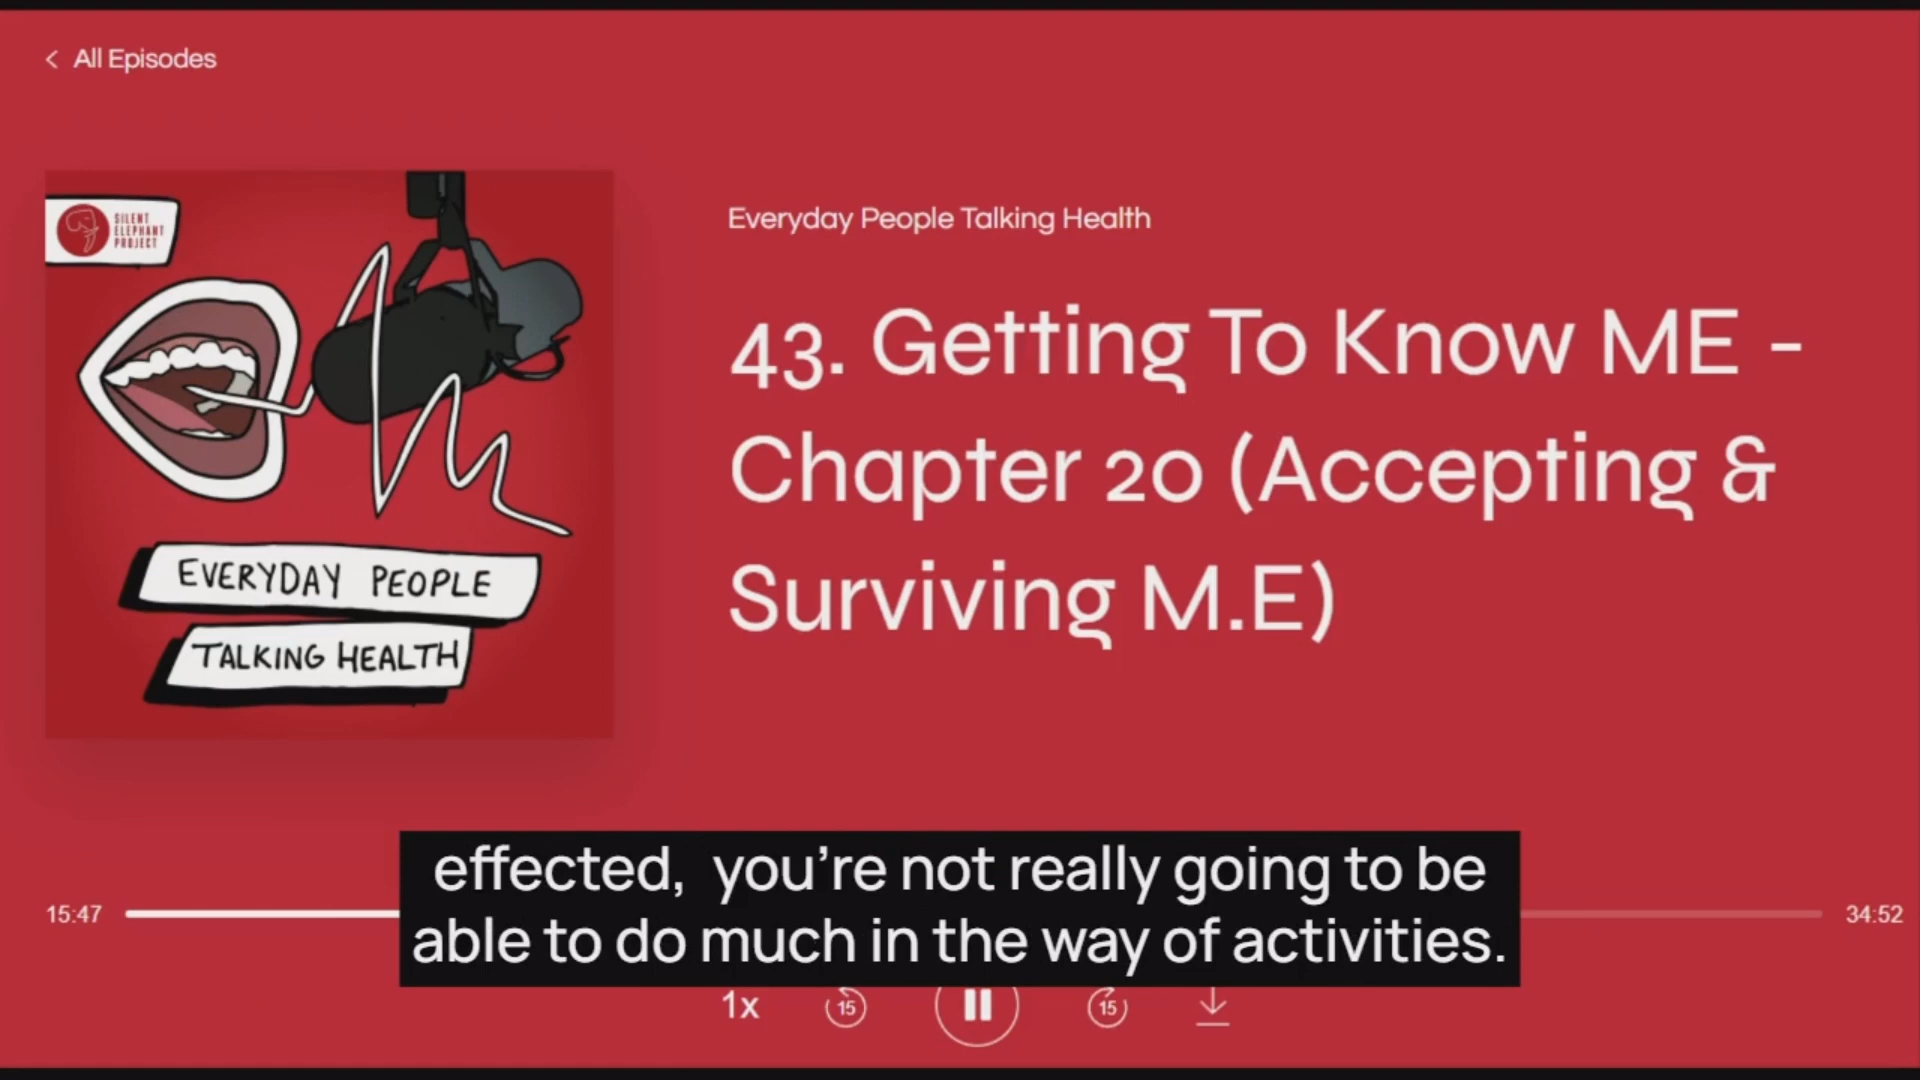 All Episodes
SILENT
ELEPHANT
PROJECT
EVERYDAY PEOPLE
TALKING HEALTH
Everyday People Talking Health
43. Getting To Know ME -
Chapter 20 (Accepting &
Surviving M.E)
effected, you're not really going to be
able to do much in the way of activities.
15:47
34:52
1x
15
15